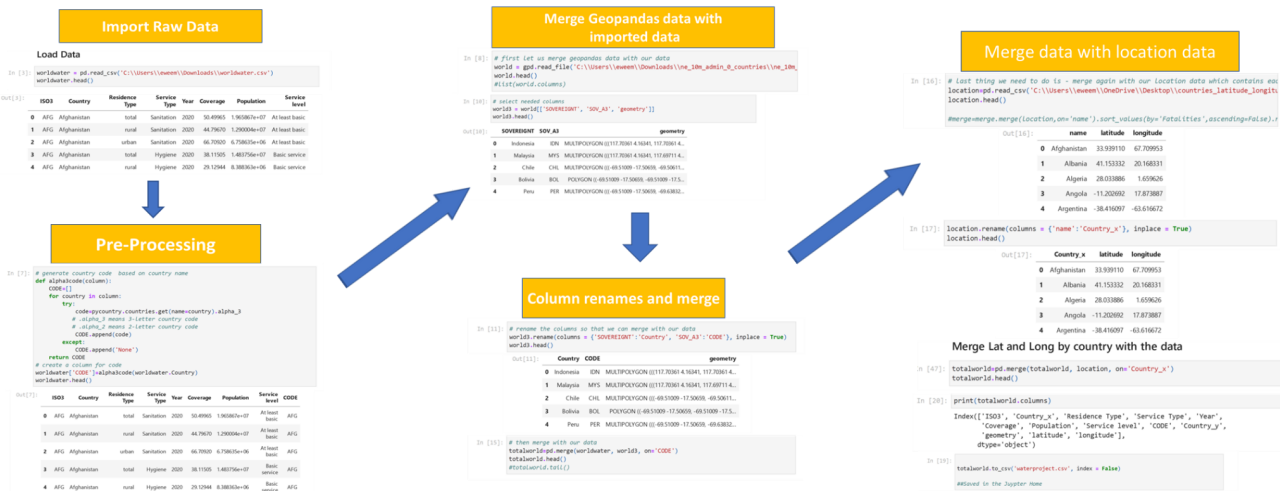 Import Raw Data
Load Data
In [3]: worldwater = pd.read_csv('C:\\Users\\eweem\\Downloads\\worldwater.csv')
worldwater.head()
Out[3]:
ISO3 Country Residence Type Service Type Year Coverage Population Service level
0 AFG Afghanistan total Sanitation 2020 50.49965 1.965867e+07 At least basic
1 AFG Afghanistan rural Sanitation 2020 44.79670 1.290004e+07 At least basic
2 AFG Afghanistan urban Sanitation 2020 66.70920 6.758635e+06 At least basic
3 AFG Afghanistan total Hygiene 2020 38.11505 1.483756e+07 Basic service
4 AFG Afghanistan rural Hygiene 2020 29.12944 8.388363e+06 Basic service
Pre-Processing
In [7]: # generate country code based on country name
def alpha3code(column):
CODE=[]
for country in column:
try:
code=pycountry.countries.get(name=country).alpha_3
# .alpha_3 means 3-letter country code
# .alpha_2 means 2-letter country code
CODE.append(code)
except:
CODE.append('None')
return CODE
# create a column for code
worldwater['CODE']=alpha3code(worldwater.Country)
worldwater.head()
Out[7]:
ISO3 Country Residence Type Service Type Year Coverage Population Service level CODE
0 AFG Afghanistan total Sanitation 2020 50.49965 1.965867e+07 At least basic AFG
1 AFG Afghanistan rural Sanitation 2020 44.79670 1.290004e+07 At least basic AFG
2 AFG Afghanistan urban Sanitation 2020 66.70920 6.758635e+06 At least basic AFG
3 AFG Afghanistan total Hygiene 2020 38.11505 1.483756e+07 Basic service AFG
4 AFG Afghanistan rural Hygiene 2020 29.12944 8.388363e+06 Basic service AFG
Merge Geopandas data with
imported data
In [8]: # first let us merge geopandas data with our data
world = gpd.read_file('C:\\Users\\eweem\\Downloads\\ne_10m_admin_0_countries\\ne_10m_
world.head()
#list(world.columns)
In [10]: # select needed columns
world3 = world[['SOVEREIGNT', 'SOV_A3', 'geometry']]
world3.head()
Out[10]:
SOVEREIGNT SOV_A3 geometry
0 Indonesia IDN MULTIPOLYGON (((117.70361 4.16341, 117.70361 4...
1 Malaysia MYS MULTIPOLYGON (((117.70361 4.16341, 117.69711 4...
2 Chile CHL MULTIPOLYGON (((-69.51009 -17.50659, -69.50611...
3 Bolivia BOL POLYGON ((-69.51009 -17.50659, -69.51009 -17.5...
4 Peru PER MULTIPOLYGON (((-69.51009 -17.50659, -69.63832...
Column renames and merge
In [11]: # rename the columns so that we can merge with our data
world3.rename(columns = {'SOVEREIGNT':'Country', 'SOV_A3':'CODE'}, inplace = True)
world3.head()
Out[11]:
Country CODE geometry
0 Indonesia IDN MULTIPOLYGON (((117.70361 4.16341, 117.70361 4...
1 Malaysia MYS MULTIPOLYGON (((117.70361 4.16341, 117.69711 4...
2 Chile CHL MULTIPOLYGON (((-69.51009 -17.50659, -69.50611...
3 Bolivia BOL POLYGON ((-69.51009 -17.50659, -69.51009 -17.5...
4 Peru PER MULTIPOLYGON (((-69.51009 -17.50659, -69.63832...
In [15]: # then merge with our data
totalworld=pd.merge(worldwater, world3, on='CODE')
totalworld.head()
#totalworld.tail()
Merge data with location data
In [16]: # Last thing we need to do is - merge again with our location data which contains eac
location=pd.read_csv('C:\\Users\\eweem\\OneDrive\\Desktop\\countries_latitude_longitu
location.head()
#merge=merge.merge(location,on='name').sort_values(by='Fatalities',ascending=False).r
Out[16]:
name latitude longitude
0 Afghanistan 33.939110 67.709953
1 Albania 41.153332 20.168331
2 Algeria 28.033886 1.659626
3 Angola -11.202692 17.873887
4 Argentina -38.416097 -63.616672
In [17]: location.rename(columns = {'name':'Country_x'}, inplace = True)
location.head()
Out[17]:
Country_x latitude longitude
0 Afghanistan 33.939110 67.709953
1 Albania 41.153332 20.168331
2 Algeria 28.033886 1.659626
3 Angola -11.202692 17.873887
4 Argentina -38.416097 -63.616672
Merge Lat and Long by country with the data
In [47]: totalworld=pd.merge(totalworld, location, on='Country_x')
totalworld.head()
In [20]: print(totalworld.columns)
Index(['ISO3', 'Country_x', 'Residence Type', 'Service Type', 'Year',
'Coverage', 'Population', 'Service level', 'CODE', 'Country_y',
'geometry', 'latitude', 'longitude'],
dtype='object')
In [19]:
totalworld.to_csv('waterproject.csv', index = False)
##Saved in the Juypter Home